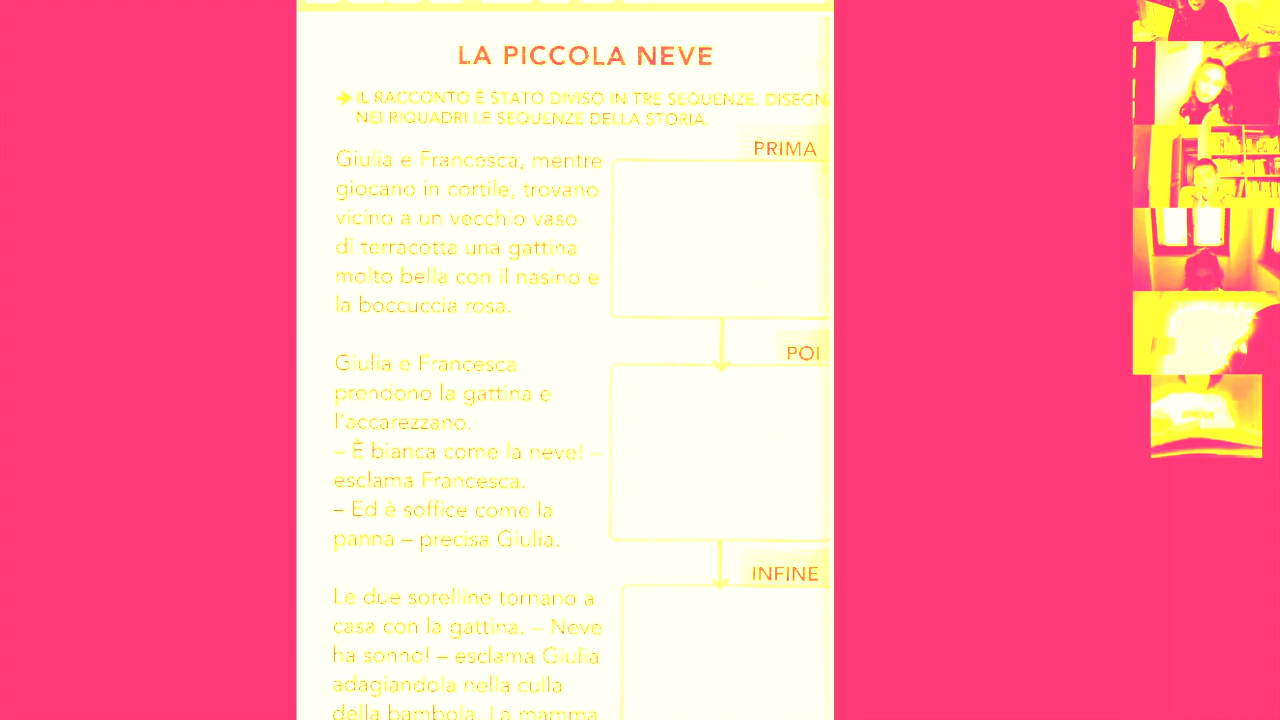 LA PICCOLA NEVE
➔ IL RACCONTO È STATO DIVISO IN TRE SEQUENZE. DISEGN
NEI RIQUADRI LE SEQUENZE DELLA STORIA.
PRIMA
Giulia e Francesca, mentre
giocano in cortile, trovano
vicino a un vecchio vaso
di terracotta una gattina
molto bella con il nasino e
la boccuccia rosa.
POI
Giulia e Francesca
prendono la gattina e
l'accarezzano.
– È bianca come la neve! –
esclama Francesca.
– Ed è soffice come la
panna – precisa Giulia.
INFINE
Le due sorelline tornano a
casa con la gattina. – Neve
ha sonno! – esclama Giulia
adagiandola nella culla
della bambola. La mamma